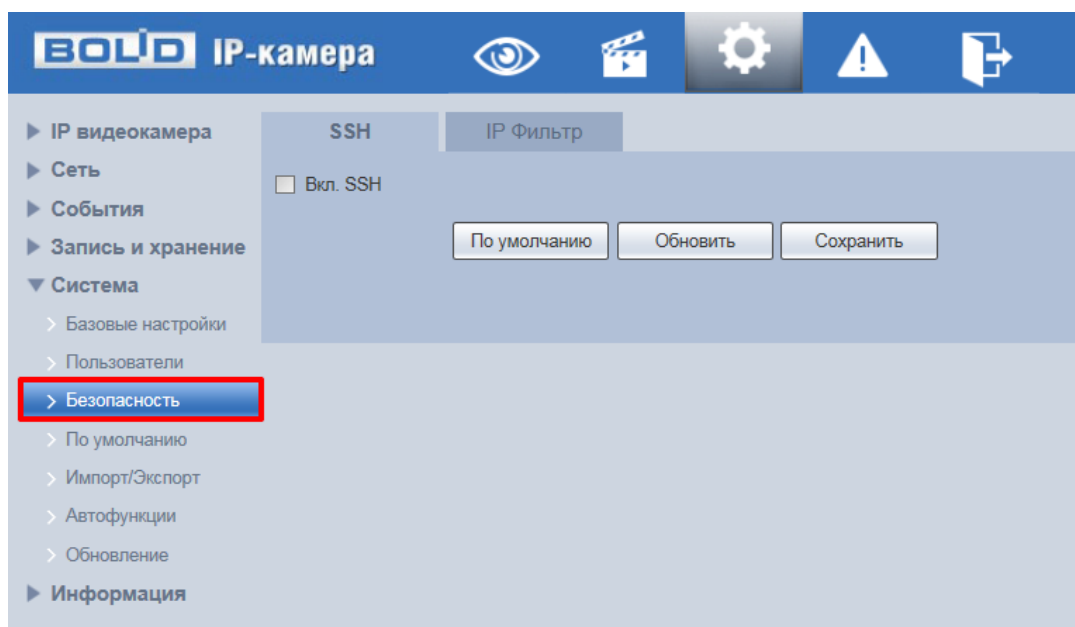 BOLID IP-камера
IP видеокамера
Сеть
События
Запись и хранение
Система
Базовые настройки
Пользователи
Безопасность
По умолчанию
Импорт/Экспорт
Автофункции
Обновление
Информация
SSH IP Фильтр
Вкл. SSH
По умолчанию Обновить Сохранить